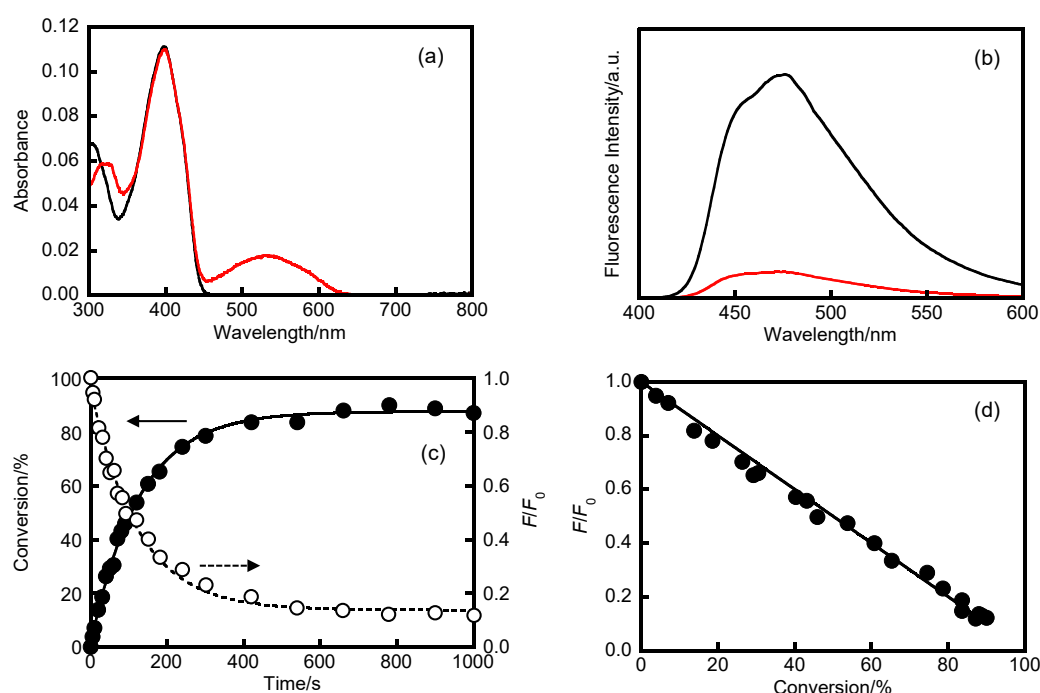 (a)
Absorbance
0.12
0.10
0.08
0.06
0.04
0.02
0.00
300 400 500 600 700 800
Wavelength/nm
(b)
Fluorescence Intensity/a.u.
400 450 500 550 600
Wavelength/nm
(c)
Conversion/%
100
80
60
40
20
0
F/F0
1.0
0.8
0.6
0.4
0.2
0.0
0 200 400 600 800 1000
Time/s
(d)
F/F0
1.0
0.8
0.6
0.4
0.2
0.0
0 20 40 60 80 100
Conversion/%